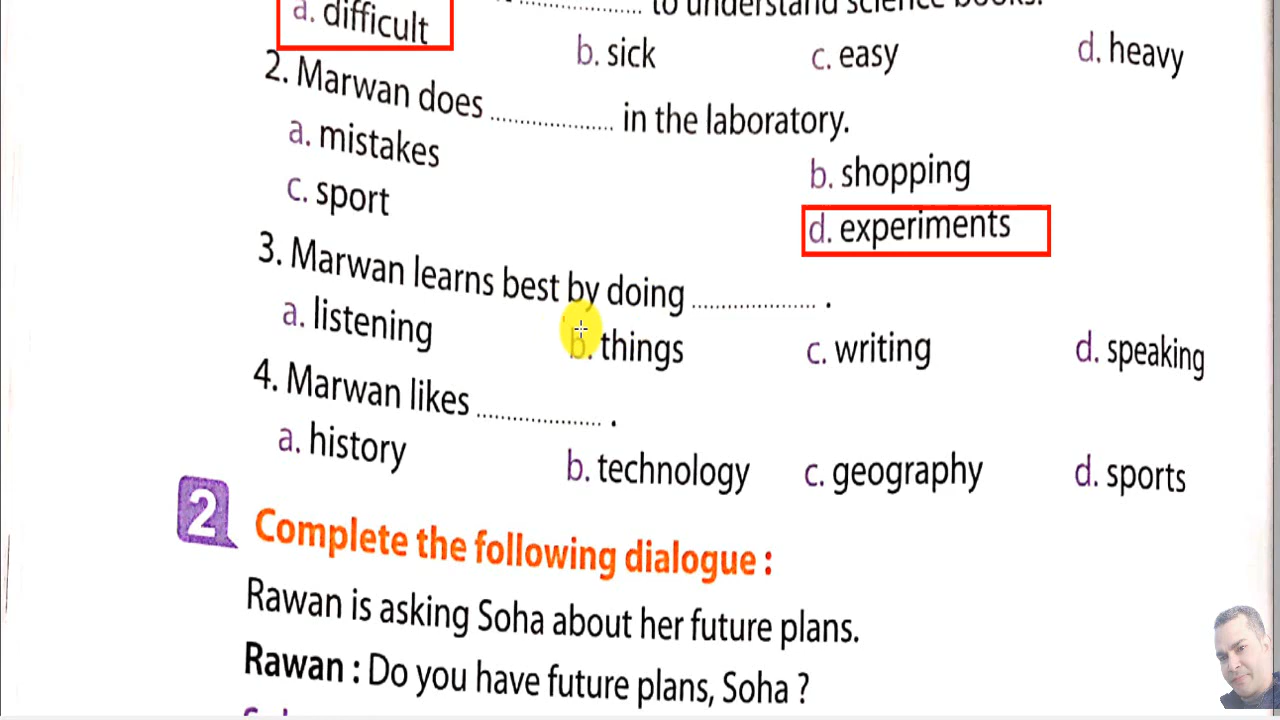 to understand science books.
a. difficult
b. sick
c. easy
d. heavy
2. Marwan does .................... in the laboratory.
a. mistakes
b. shopping
c. sport
d. experiments
3. Marwan learns best by doing .................... .
a. listening
b. things
c. writing
d. speaking
4. Marwan likes .................... .
a. history
b. technology
c. geography
d. sports
2 Complete the following dialogue :
Rawan is asking Soha about her future plans.
Rawan : Do you have future plans, Soha ?